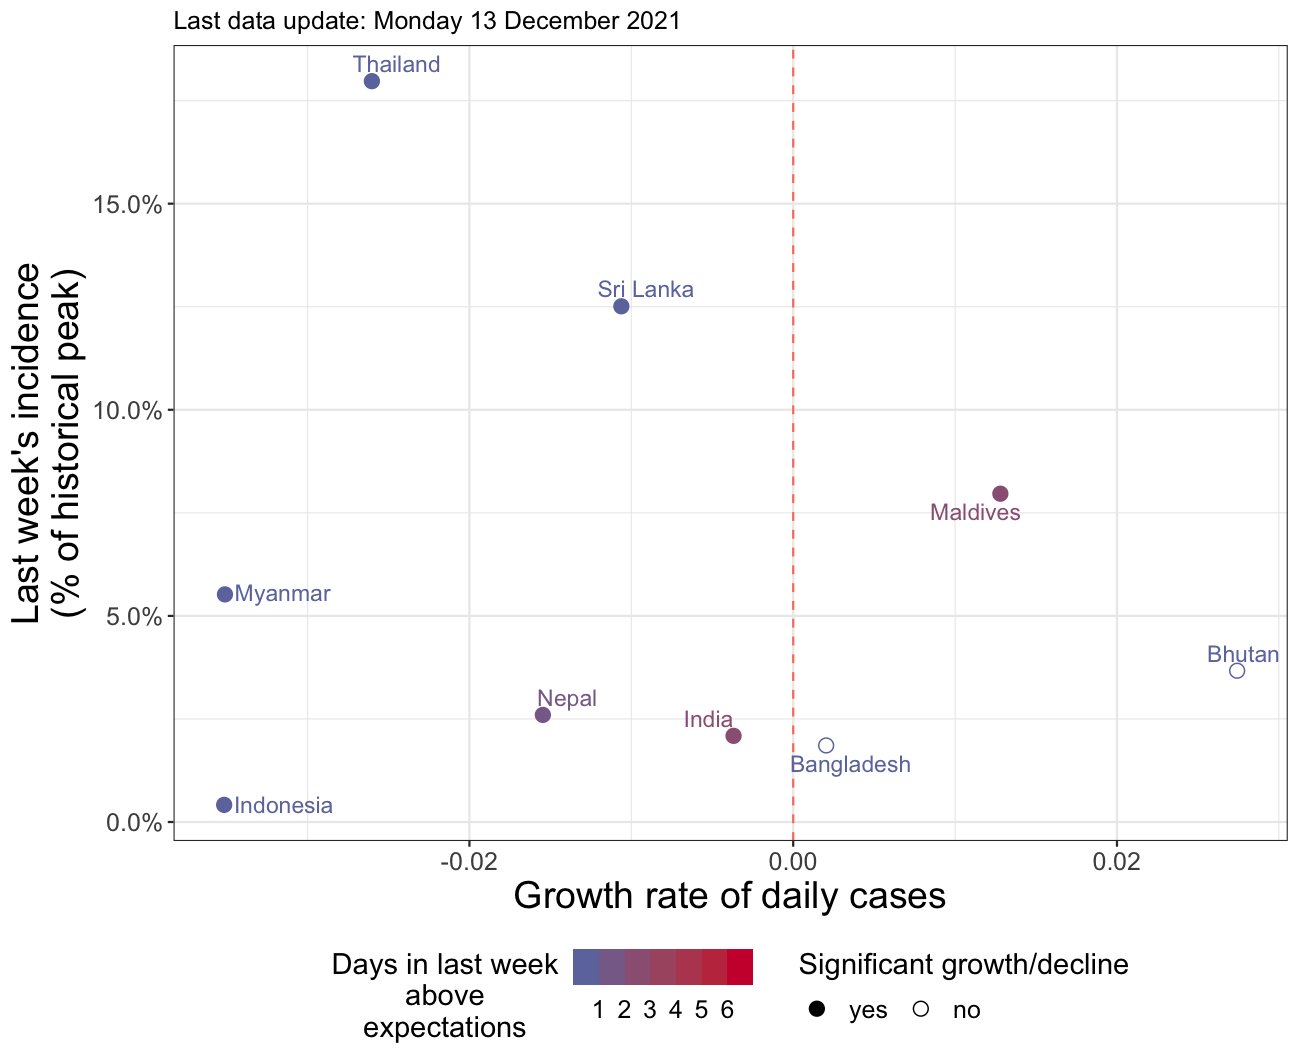 Last data update: Monday 13 December 2021
Thailand
15.0%
Sri Lanka
10.0%
Last week's incidence
(% of historical peak)
Maldives
Myanmar
5.0%
Bhutan
Nepal
India
Bangladesh
Indonesia
0.0%
-0.02 0.00 0.02
Growth rate of daily cases
Days in last week
above
expectations
1 2 3 4 5 6
Significant growth/decline
yes no